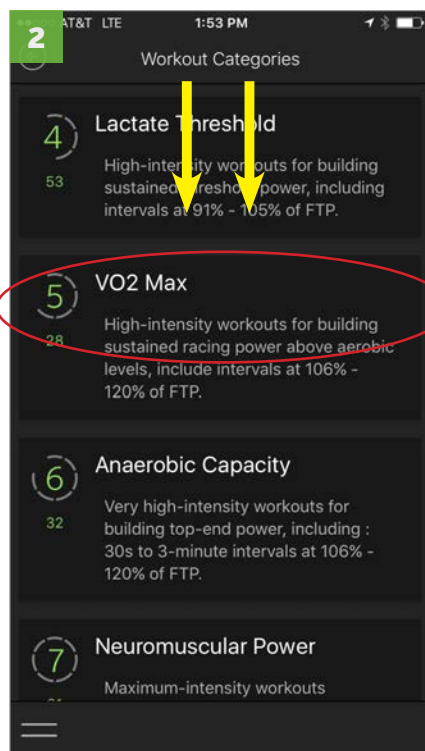 2
AT&T LTE 1:53 PM
Workout Categories
4
Lactate Threshold
53
High-intensity workouts for building
sustained threshold power, including
intervals at 91% - 105% of FTP.
5
VO2 Max
28
High-intensity workouts for building
sustained racing power above aerobic
levels, include intervals at 106% -
120% of FTP.
6
Anaerobic Capacity
32
Very high-intensity workouts for
building top-end power, including :
30s to 3-minute intervals at 106% -
120% of FTP.
7
Neuromuscular Power
Maximum-intensity workouts